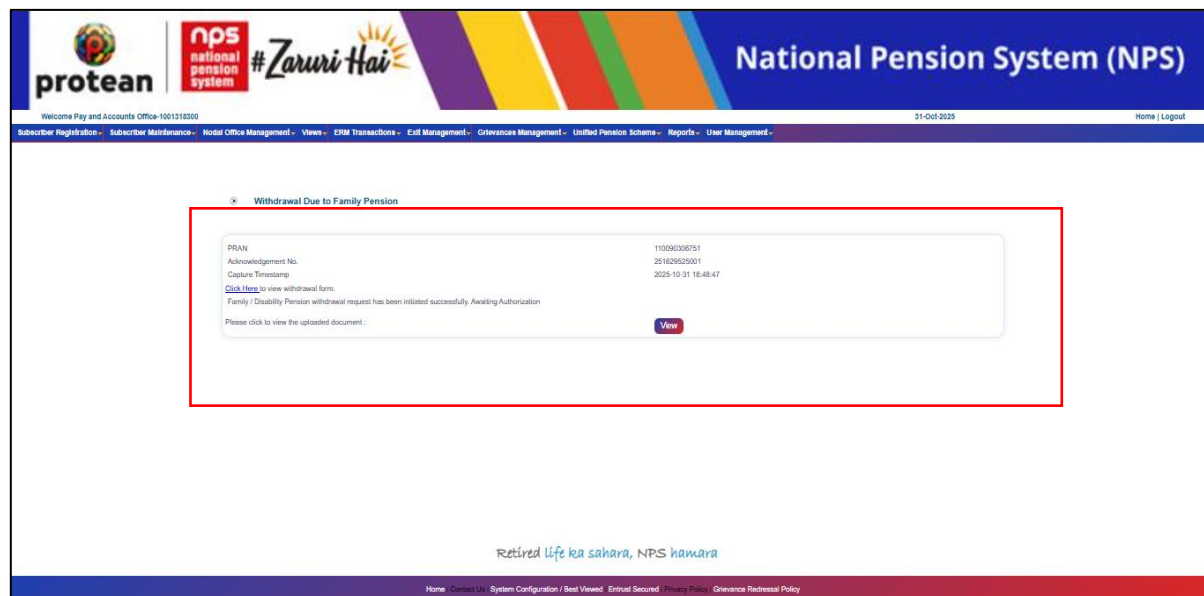 protean
nps
national
pension
system
#Zaruri Hai
National Pension System (NPS)
Welcome Pay and Accounts Office-1001318300
31-Oct-2025
Home | Logout
Subscriber Registration Subscriber Maintenance Nodal Office Management Views ERM Transactions Exit Management Grievances Management Unified Pension Scheme Reports User Management
Withdrawal Due to Family Pension
PRAN 110090306751
Acknowledgement No. 251629525001
Capture Timestamp 2025-10-31 16:48:47
Click Here to view withdrawal form.
Family / Disability Pension withdrawal request has been initiated successfully. Awaiting Authorization
Please click to view the uploaded document : View
Retired life ka sahara, NPS hamara
Home Contact Us System Configuration / Best Viewed Entrust Secured Privacy Policy Grievance Redressal Policy